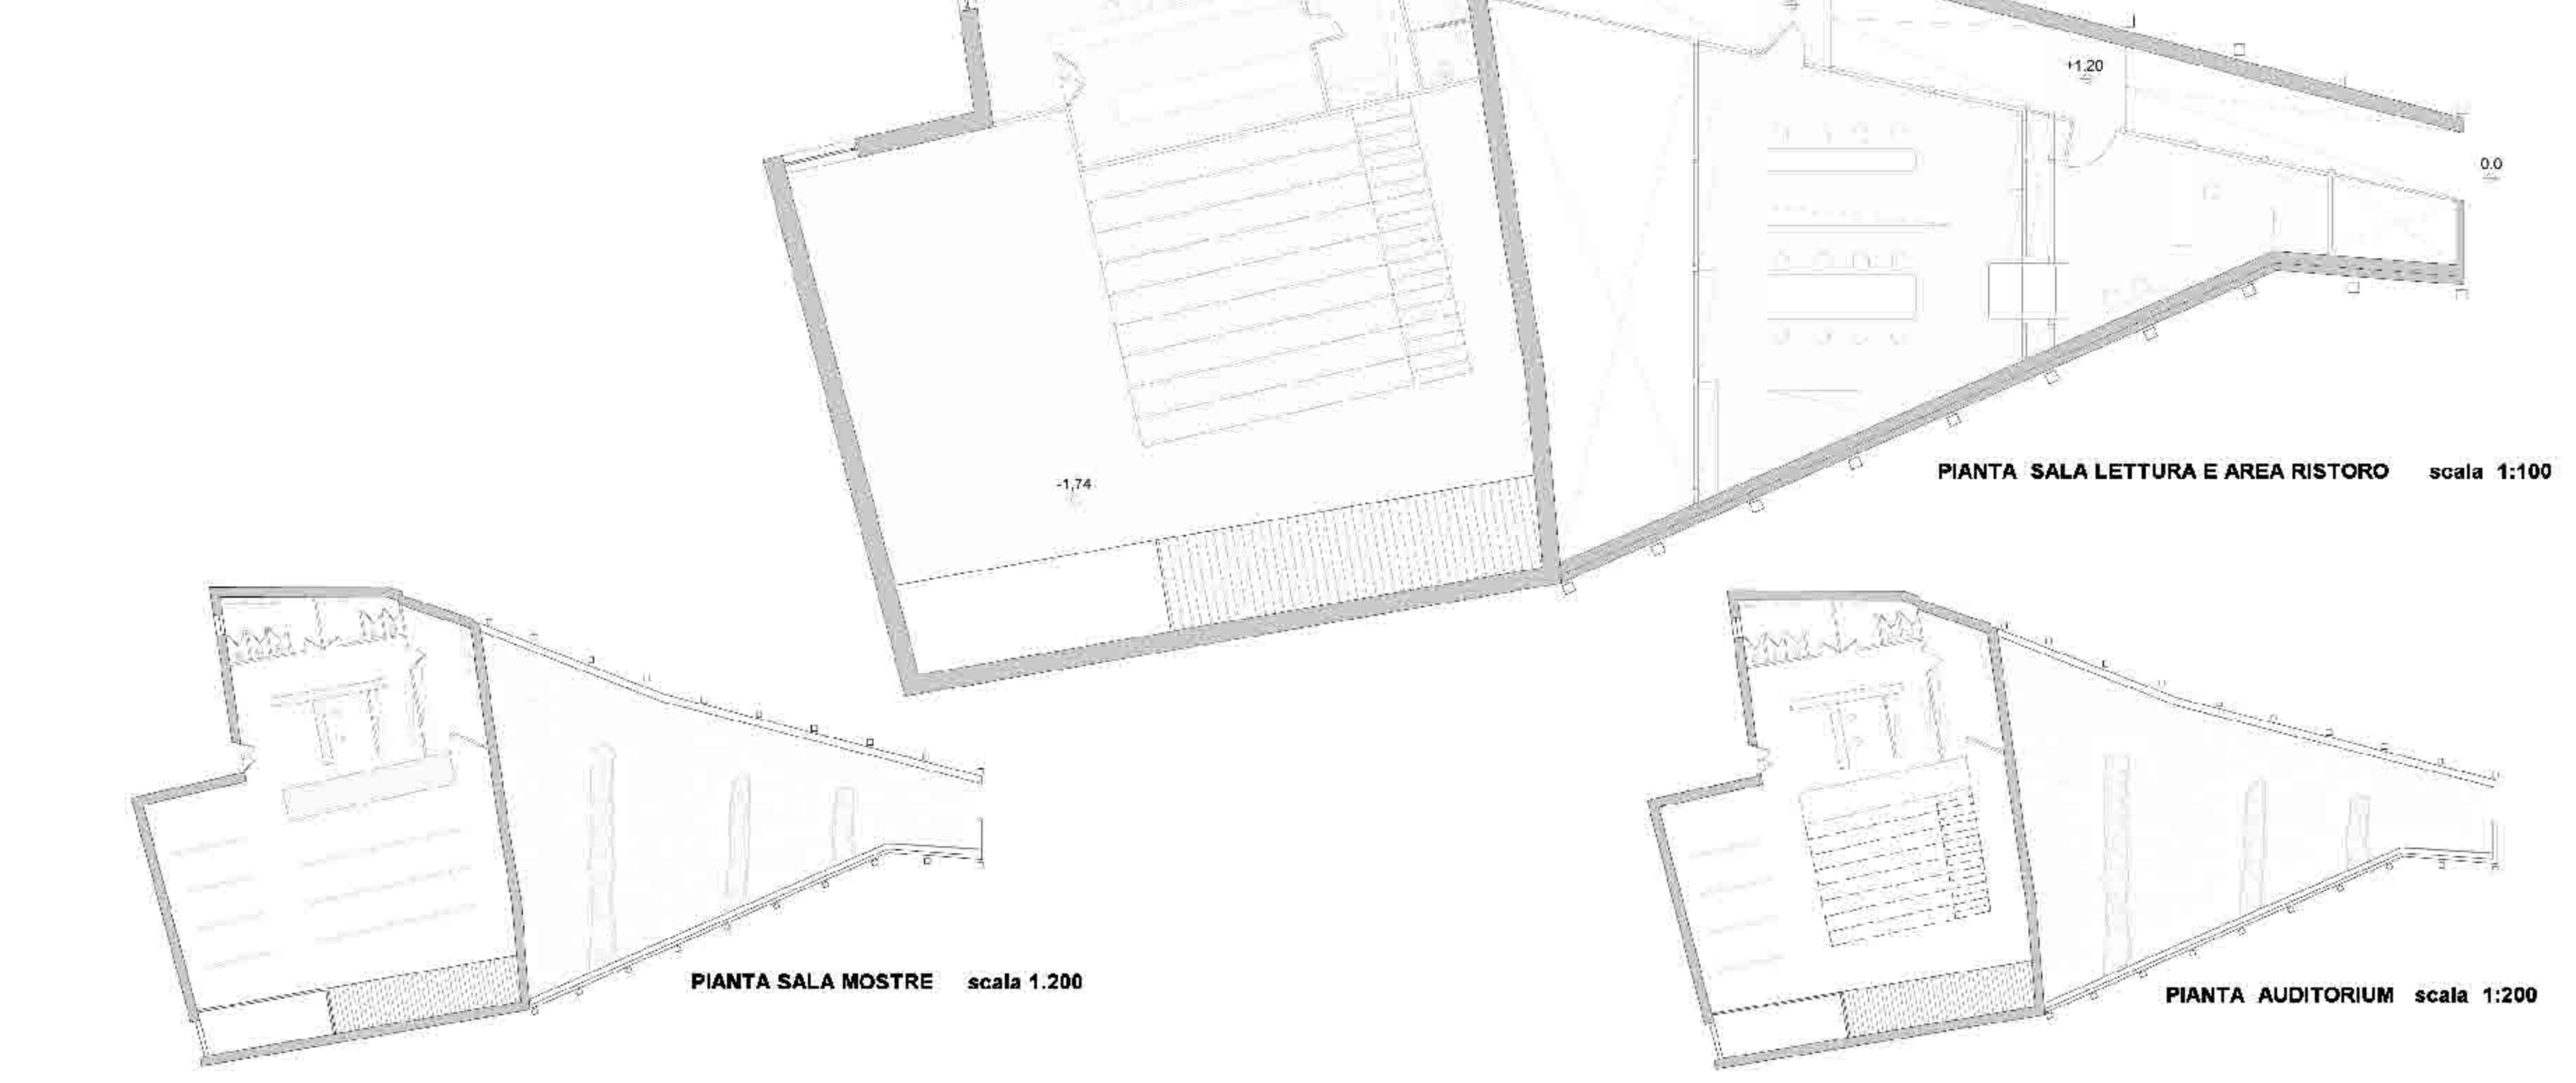 +1.20
0.0
PIANTA SALA LETTURA E AREA RISTORO scala 1:100
-1,74
PIANTA SALA MOSTRE scala 1.200
PIANTA AUDITORIUM scala 1:200